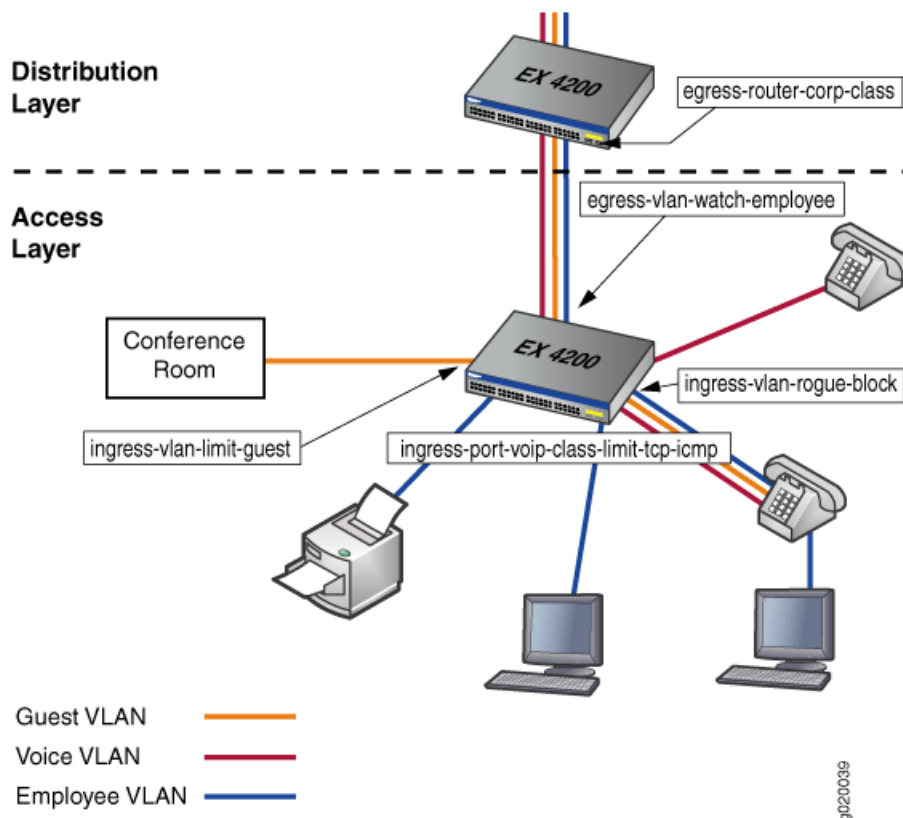 Distribution
Layer
EX 4200
egress-router-corp-class
egress-vlan-watch-employee
Access
Layer
Conference
Room
EX 4200
ingress-vlan-rogue-block
ingress-vlan-limit-guest
ingress-port-voip-class-limit-tcp-icmp
Guest VLAN
Voice VLAN
Employee VLAN
g020039